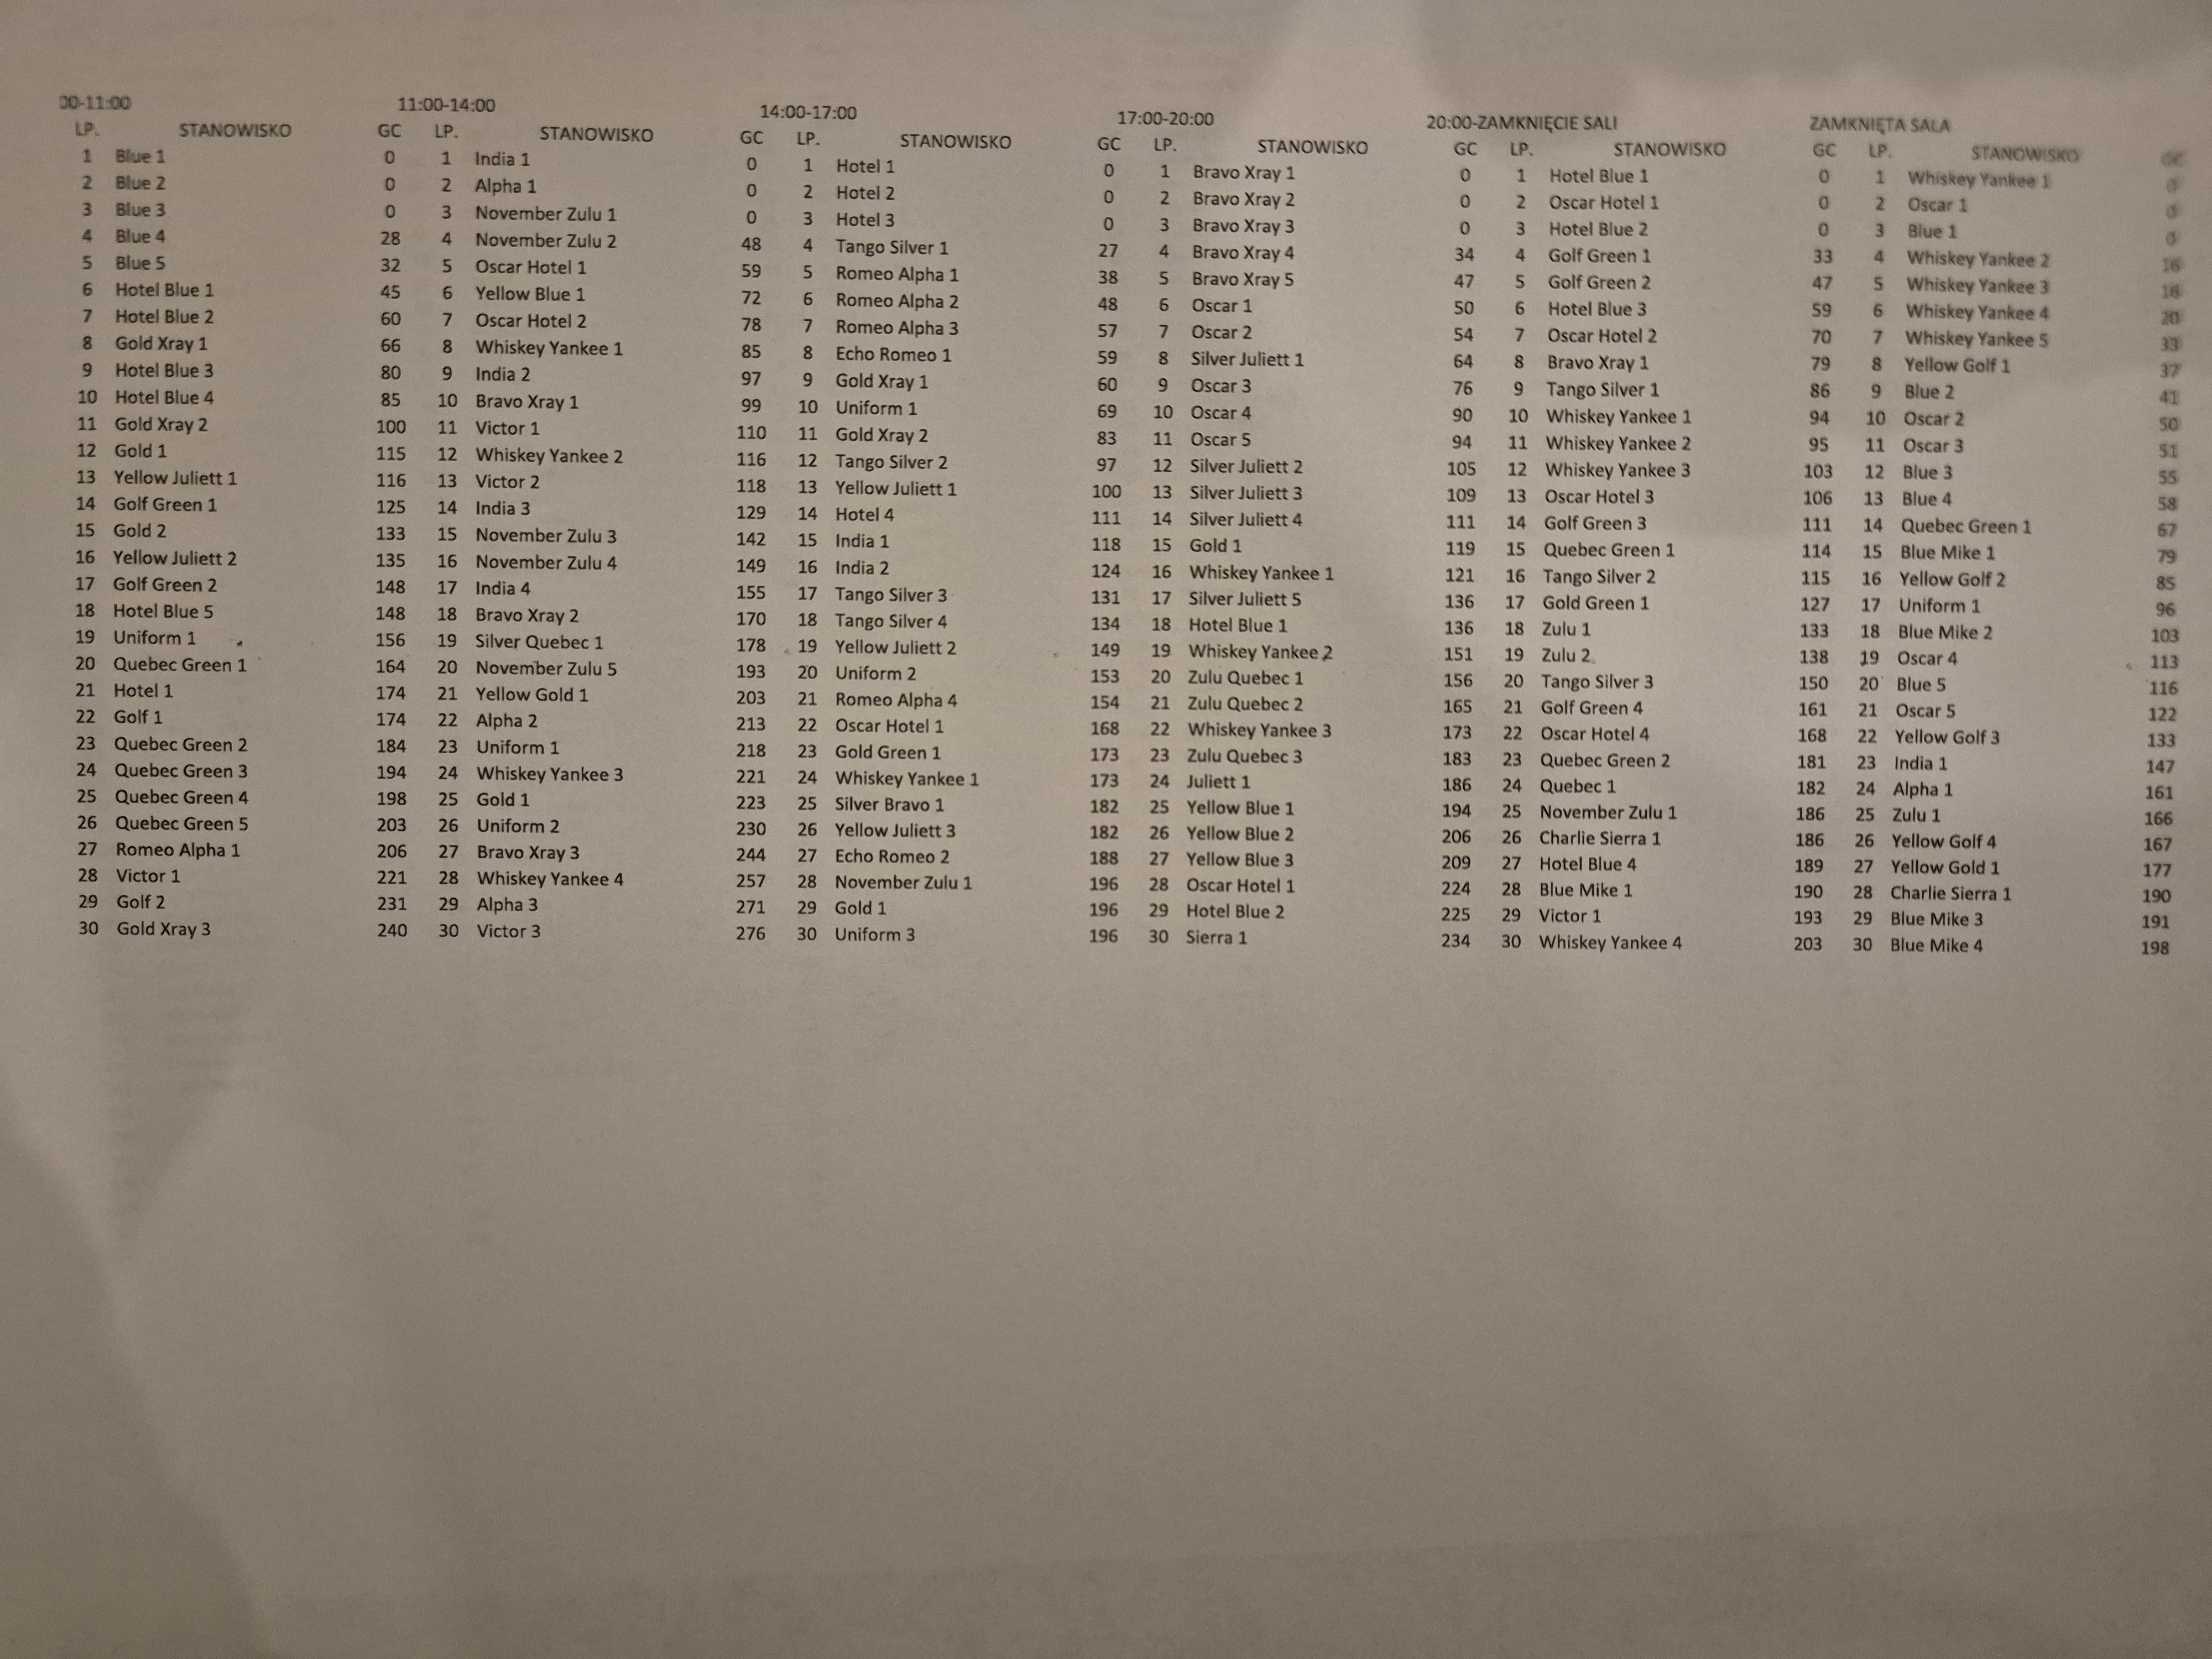 00-11:00 11:00-14:00 14:00-17:00 17:00-20:00 20:00-ZAMKNIĘCIE SALI ZAMKNIĘTA SALA
LP. STANOWISKO GC LP. STANOWISKO GC LP. STANOWISKO GC LP. STANOWISKO GC LP. STANOWISKO GC LP. STANOWISKO GC
1 Blue 1 0 1 India 1 0 1 Hotel 1 0 1 Bravo Xray 1 0 1 Hotel Blue 1 0 1 Whiskey Yankee 1 0
2 Blue 2 0 2 Alpha 1 0 2 Hotel 2 0 2 Bravo Xray 2 0 2 Oscar Hotel 1 0 2 Oscar 1 0
3 Blue 3 0 3 November Zulu 1 0 3 Hotel 3 0 3 Bravo Xray 3 0 3 Hotel Blue 2 0 3 Blue 1 0
4 Blue 4 28 4 November Zulu 2 48 4 Tango Silver 1 27 4 Bravo Xray 4 34 4 Golf Green 1 33 4 Whiskey Yankee 2 16
5 Blue 5 32 5 Oscar Hotel 1 59 5 Romeo Alpha 1 38 5 Bravo Xray 5 47 5 Golf Green 2 47 5 Whiskey Yankee 3 16
6 Hotel Blue 1 45 6 Yellow Blue 1 72 6 Romeo Alpha 2 48 6 Oscar 1 50 6 Hotel Blue 3 59 6 Whiskey Yankee 4 20
7 Hotel Blue 2 60 7 Oscar Hotel 2 78 7 Romeo Alpha 3 57 7 Oscar 2 54 7 Oscar Hotel 2 70 7 Whiskey Yankee 5 33
8 Gold Xray 1 66 8 Whiskey Yankee 1 85 8 Echo Romeo 1 59 8 Silver Juliett 1 64 8 Bravo Xray 1 79 8 Yellow Golf 1 37
9 Hotel Blue 3 80 9 India 2 97 9 Gold Xray 1 60 9 Oscar 3 76 9 Tango Silver 1 86 9 Blue 2 41
10 Hotel Blue 4 85 10 Bravo Xray 1 99 10 Uniform 1 69 10 Oscar 4 90 10 Whiskey Yankee 1 94 10 Oscar 2 50
11 Gold Xray 2 100 11 Victor 1 110 11 Gold Xray 2 83 11 Oscar 5 94 11 Whiskey Yankee 2 95 11 Oscar 3 51
12 Gold 1 115 12 Whiskey Yankee 2 116 12 Tango Silver 2 97 12 Silver Juliett 2 105 12 Whiskey Yankee 3 103 12 Blue 3 55
13 Yellow Juliett 1 116 13 Victor 2 118 13 Yellow Juliett 1 100 13 Silver Juliett 3 109 13 Oscar Hotel 3 106 13 Blue 4 58
14 Golf Green 1 125 14 India 3 129 14 Hotel 4 111 14 Silver Juliett 4 111 14 Golf Green 3 111 14 Quebec Green 1 67
15 Gold 2 133 15 November Zulu 3 142 15 India 1 118 15 Gold 1 119 15 Quebec Green 1 114 15 Blue Mike 1 79
16 Yellow Juliett 2 135 16 November Zulu 4 149 16 India 2 124 16 Whiskey Yankee 1 121 16 Tango Silver 2 115 16 Yellow Golf 2 85
17 Golf Green 2 148 17 India 4 155 17 Tango Silver 3 131 17 Silver Juliett 5 136 17 Gold Green 1 127 17 Uniform 1 96
18 Hotel Blue 5 148 18 Bravo Xray 2 170 18 Tango Silver 4 134 18 Hotel Blue 1 136 18 Zulu 1 133 18 Blue Mike 2 103
19 Uniform 1 156 19 Silver Quebec 1 178 19 Yellow Juliett 2 149 19 Whiskey Yankee 2 151 19 Zulu 2 138 19 Oscar 4 113
20 Quebec Green 1 164 20 November Zulu 5 193 20 Uniform 2 153 20 Zulu Quebec 1 156 20 Tango Silver 3 150 20 Blue 5 116
21 Hotel 1 174 21 Yellow Gold 1 203 21 Romeo Alpha 4 154 21 Zulu Quebec 2 165 21 Golf Green 4 161 21 Oscar 5 122
22 Golf 1 174 22 Alpha 2 213 22 Oscar Hotel 1 168 22 Whiskey Yankee 3 173 22 Oscar Hotel 4 168 22 Yellow Golf 3 133
23 Quebec Green 2 184 23 Uniform 1 218 23 Gold Green 1 173 23 Zulu Quebec 3 183 23 Quebec Green 2 181 23 India 1 147
24 Quebec Green 3 194 24 Whiskey Yankee 3 221 24 Whiskey Yankee 1 173 24 Juliett 1 186 24 Quebec 1 182 24 Alpha 1 161
25 Quebec Green 4 198 25 Gold 1 223 25 Silver Bravo 1 182 25 Yellow Blue 1 194 25 November Zulu 1 186 25 Zulu 1 166
26 Quebec Green 5 203 26 Uniform 2 230 26 Yellow Juliett 3 182 26 Yellow Blue 2 206 26 Charlie Sierra 1 186 26 Yellow Golf 4 167
27 Romeo Alpha 1 206 27 Bravo Xray 3 244 27 Echo Romeo 2 188 27 Yellow Blue 3 209 27 Hotel Blue 4 189 27 Yellow Gold 1 177
28 Victor 1 221 28 Whiskey Yankee 4 257 28 November Zulu 1 196 28 Oscar Hotel 1 224 28 Blue Mike 1 190 28 Charlie Sierra 1 190
29 Golf 2 231 29 Alpha 3 271 29 Gold 1 196 29 Hotel Blue 2 225 29 Victor 1 193 29 Blue Mike 3 191
30 Gold Xray 3 240 30 Victor 3 276 30 Uniform 3 196 30 Sierra 1 234 30 Whiskey Yankee 4 203 30 Blue Mike 4 198